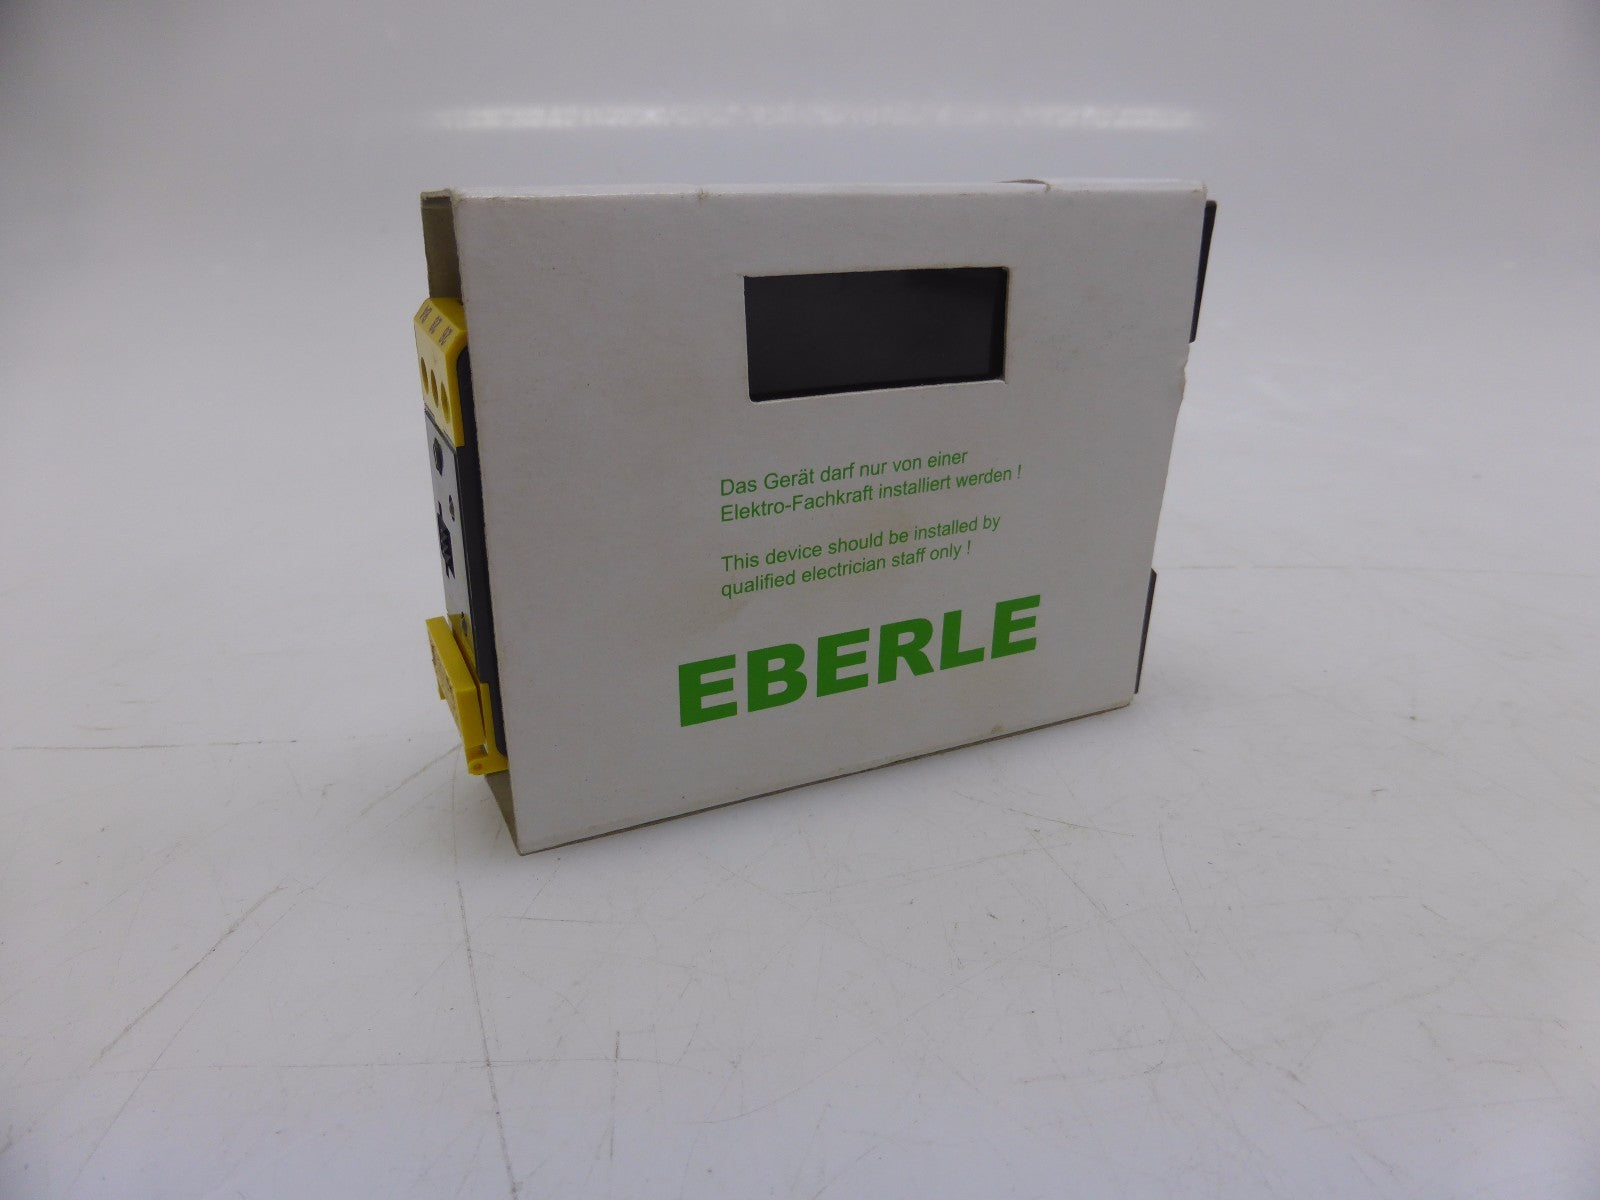 Das Gerät darf nur von einer
Elektro-Fachkraft installiert werden !
This device should be installed by
qualified electrician staff only !
EBERLE